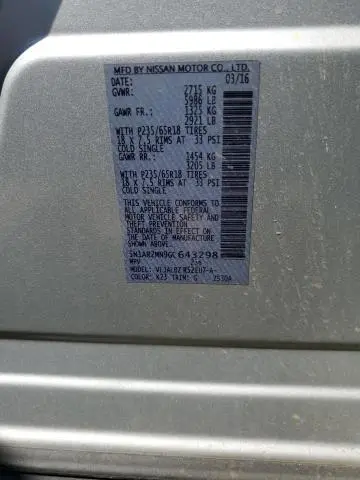 MFD BY NISSAN MOTOR CO., LTD.
DATE: 03/16
GVWR: 2715 KG
5986 LB
GAWR FR.: 1325 KG
2921 LB
WITH P235/65R18 TIRES
18 X 7.5 RIMS AT 33 PSI
COLD SINGLE
GAWR RR.: 1454 KG
3205 LB
WITH P235/65R18 TIRES
18 X 7.5 RIMS AT 33 PSI
COLD SINGLE
THIS VEHICLE CONFORMS TO
ALL APPLICABLE FEDERAL
MOTOR VEHICLE SAFETY AND
THEFT PREVENTION
STANDARDS IN EFFECT ON
THE DATE OF MANUFACTURE
SHOWN ABOVE.
5N1AR2MN9GC643298
MPV
MODEL:
COLOR: K23 TRIM: G 2530A